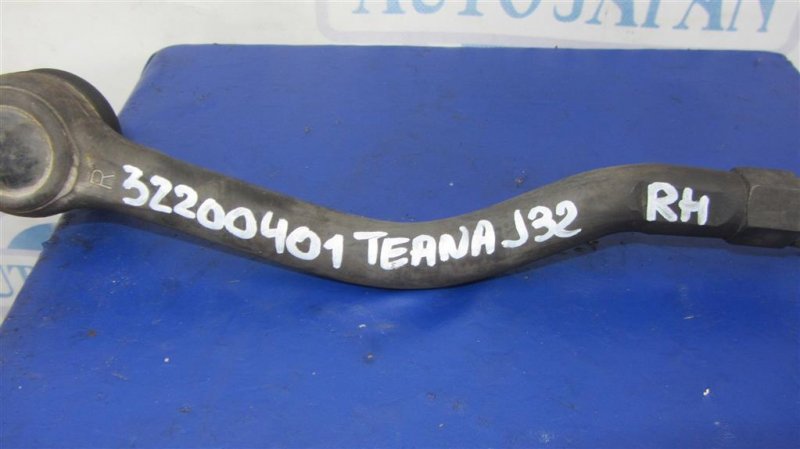 AUTOJAPAN
R 32200401 TEANA J32 RH